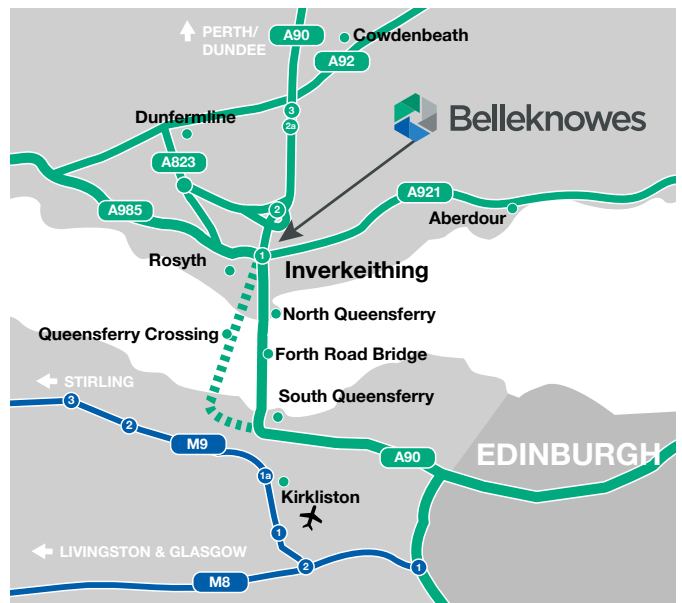 PERTH/
DUNDEE
A90
Cowdenbeath
A92
3
2a
Dunfermline
Belleknowes
A823
A921
2
A985
Aberdour
1
Rosyth
Inverkeithing
North Queensferry
Queensferry Crossing
Forth Road Bridge
STIRLING
South Queensferry
3
2
M9
A90
EDINBURGH
1a
Kirkliston
1
LIVINGSTON & GLASGOW
2
1
M8